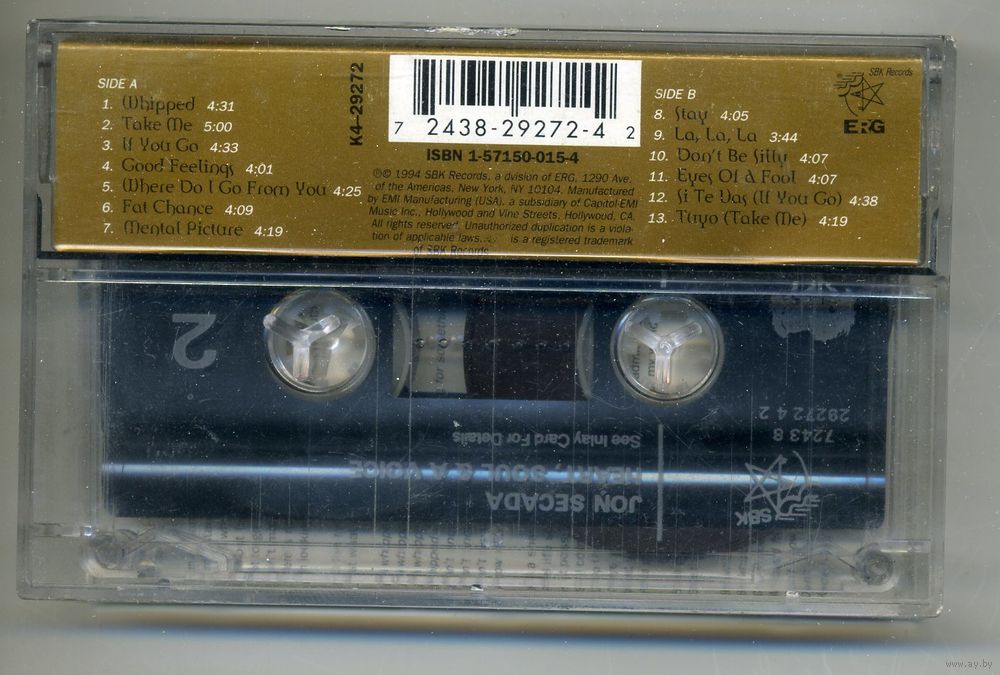 SIDE A
1. Whipped 4:31
2. Take Me 5:00
3. If You Go 4:33
4. Good Feelings 4:01
5. Where Do I Go From You 4:25
6. Fat Chance 4:09
7. Mental Picture 4:19
K4-29272
7 2438-29272-4 2
ISBN 1-57150-015-4
℗© 1994 SBK Records, a division of ERG, 1290 Ave.
of the Americas, New York, NY 10104. Manufactured
by EMI Manufacturing (USA), a subsidiary of Capitol-EMI
Music Inc., Hollywood and Vine Streets, Hollywood, CA.
All rights reserved. Unauthorized duplication is a viola-
tion of applicable laws. is a registered trademark
of SBK Records
SIDE B
8. Stay 4:05
9. La, La, La 3:44
10. Don't Be Silly 4:07
11. Eyes Of A Fool 4:07
12. Si Te Vas (If You Go) 4:38
13. Tuyo (Take Me) 4:19
SBK Records
ERG
2
SBK
JON SECADA
HEART, SOUL & A VOICE
See Inlay Card For Details
7243 8
29272 4 2
www.ay.by